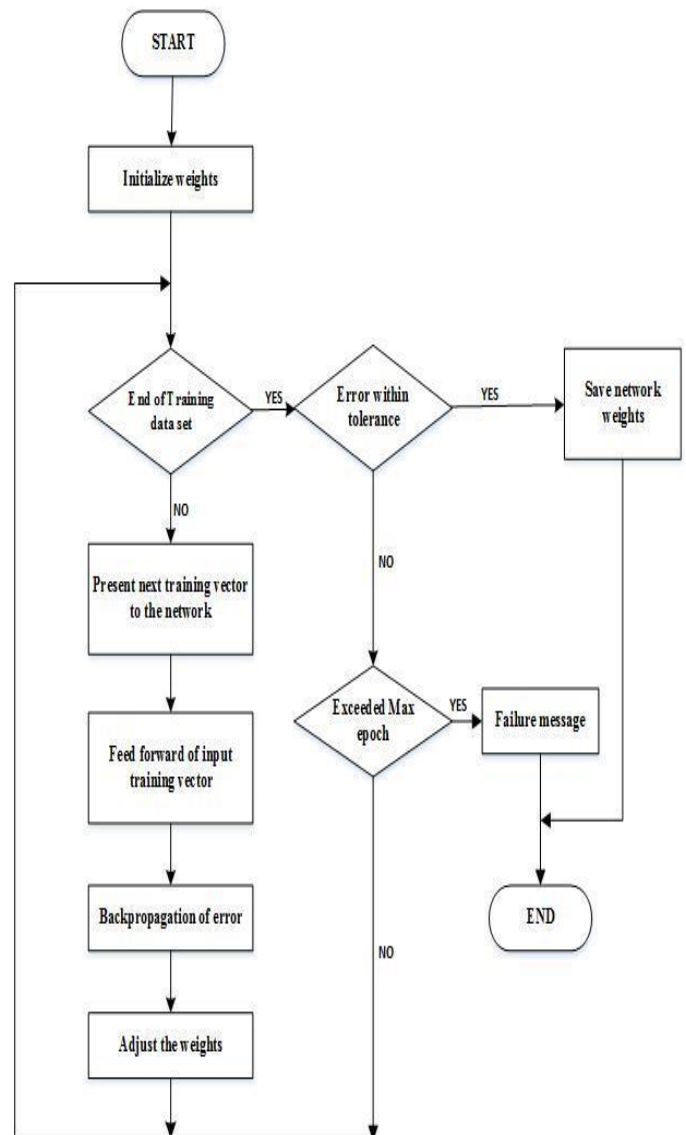 START
Initialize weights
End of Training
data set
YES
Error within
tolerance
YES
Save network
weights
NO
Present next training vector
to the network
NO
Feed forward of input
training vector
Exceeded Max
epoch
YES
Failure message
Backpropagation of error
END
NO
Adjust the weights